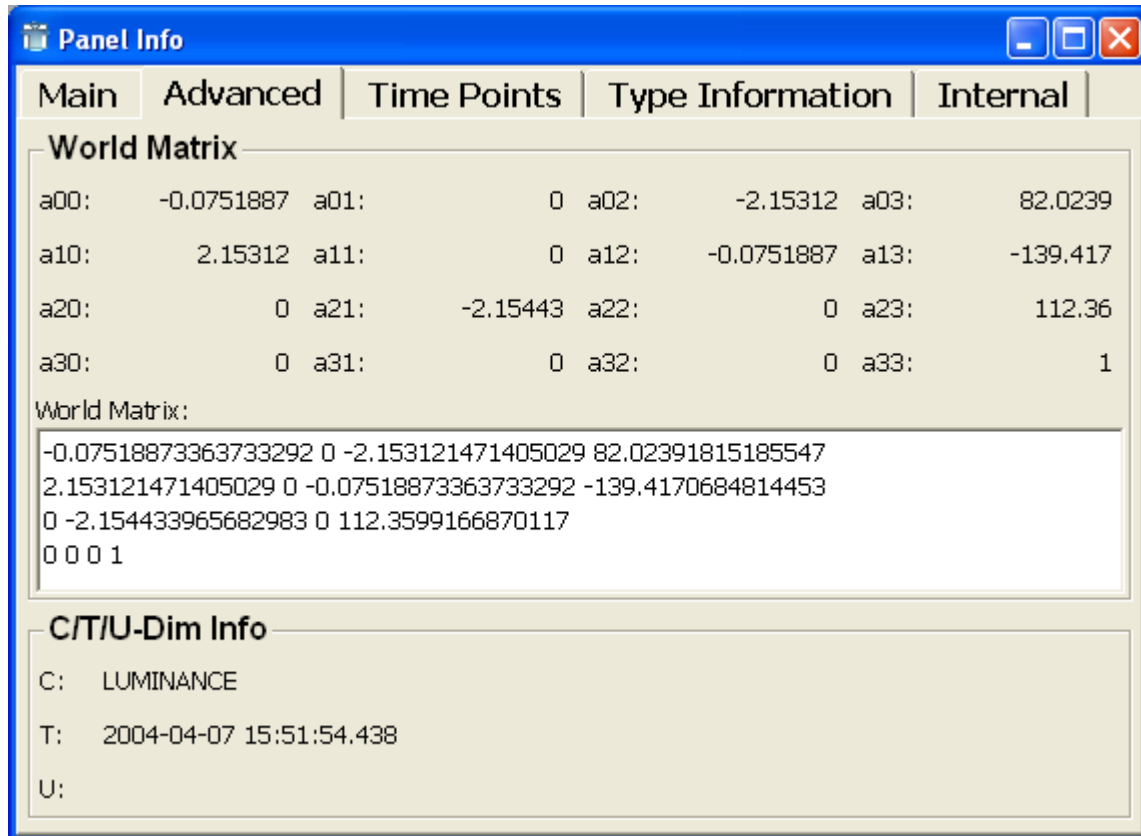 Panel Info
Main Advanced Time Points Type Information Internal
World Matrix
a00: -0.0751887 a01: 0 a02: -2.15312 a03: 82.0239
a10: 2.15312 a11: 0 a12: -0.0751887 a13: -139.417
a20: 0 a21: -2.15443 a22: 0 a23: 112.36
a30: 0 a31: 0 a32: 0 a33: 1
World Matrix:
-0.07518873363733292 0 -2.153121471405029 82.02391815185547
2.153121471405029 0 -0.07518873363733292 -139.4170684814453
0 -2.154433965682983 0 112.3599166870117
0 0 0 1
C/T/U-Dim Info
C: LUMINANCE
T: 2004-04-07 15:51:54.438
U: